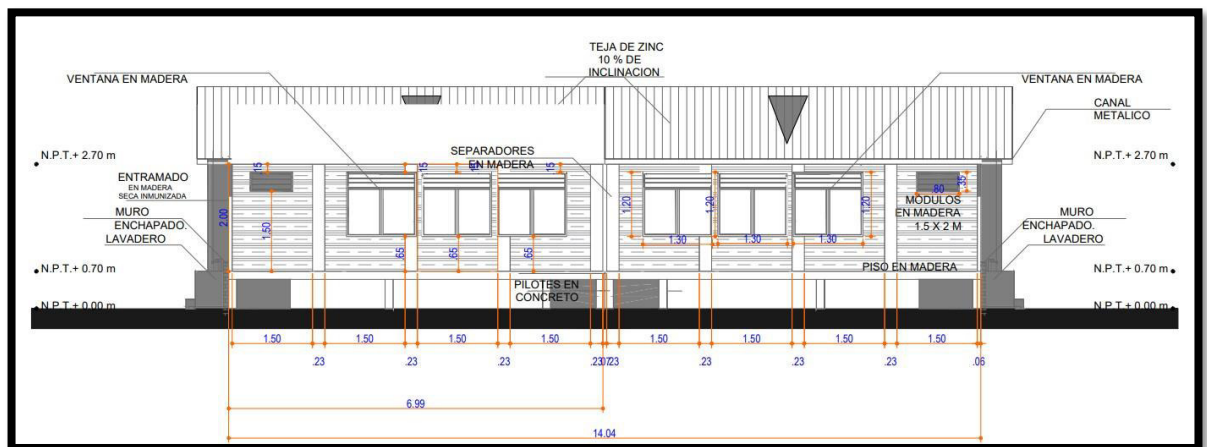 TEJA DE ZINC
10 % DE
INCLINACION
VENTANA EN MADERA
VENTANA EN MADERA
CANAL
METALICO
N.P.T.+ 2.70 m
SEPARADORES
EN MADERA
N.P.T.+ 2.70 m
.15
.15
.15
.15
ENTRAMADO
EN MADERA
SECA INMUNIZADA
2.00
1.50
1.20
1.20
1.20
.80
.35
MODULOS
EN MADERA
1.5 X 2 M
MURO
ENCHAPADO.
LAVADERO
MURO
ENCHAPADO.
LAVADERO
1.30
1.30
1.30
.65
.65
.65
N.P.T.+ 0.70 m
PISO EN MADERA
N.P.T.+ 0.70 m
PILOTES EN
CONCRETO
N.P.T.+ 0.00 m
N.P.T.+ 0.00 m
1.50 1.50 1.50 1.50 1.50 1.50 1.50 1.50
.23 .23 .23 .23 .07 .23 .23 .23 .23 .06
6.99
14.04